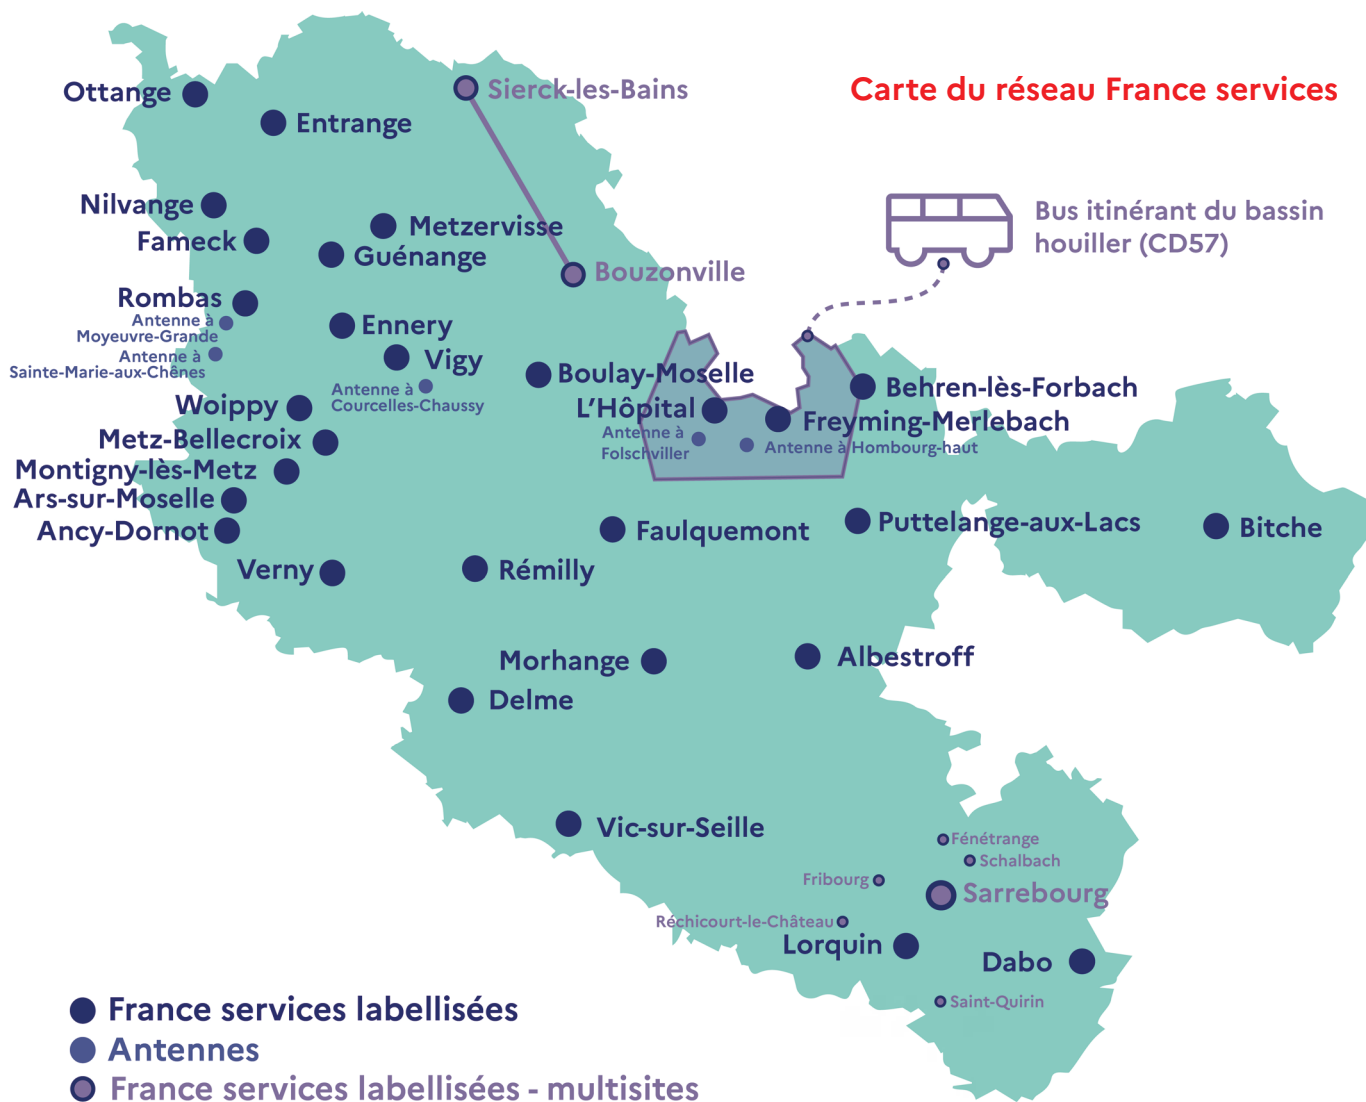 Carte du réseau France services
Sierck-les-Bains
Ottange
Entrange
Nilvange
Bus itinérant du bassin
houiller (CD57)
Metzervisse
Fameck
Guénange
Bouzonville
Rombas
Antenne à
Moyeuvre-Grande
Antenne à
Sainte-Marie-aux-Chênes
Ennery
Vigy
Antenne à
Courcelles-Chaussy
Boulay-Moselle
Behren-lès-Forbach
Woippy
L'Hôpital
Freyming-Merlebach
Antenne à
Folschviller
Antenne à Hombourg-haut
Metz-Bellecroix
Montigny-lès-Metz
Ars-sur-Moselle
Ancy-Dornot
Puttelange-aux-Lacs
Bitche
Faulquemont
Verny
Rémilly
Morhange
Albestroff
Delme
Vic-sur-Seille
Fénétrange
Schalbach
Fribourg
Sarrebourg
Réchicourt-le-Château
Lorquin
Dabo
Saint-Quirin
France services labellisées
Antennes
France services labellisées - multisites